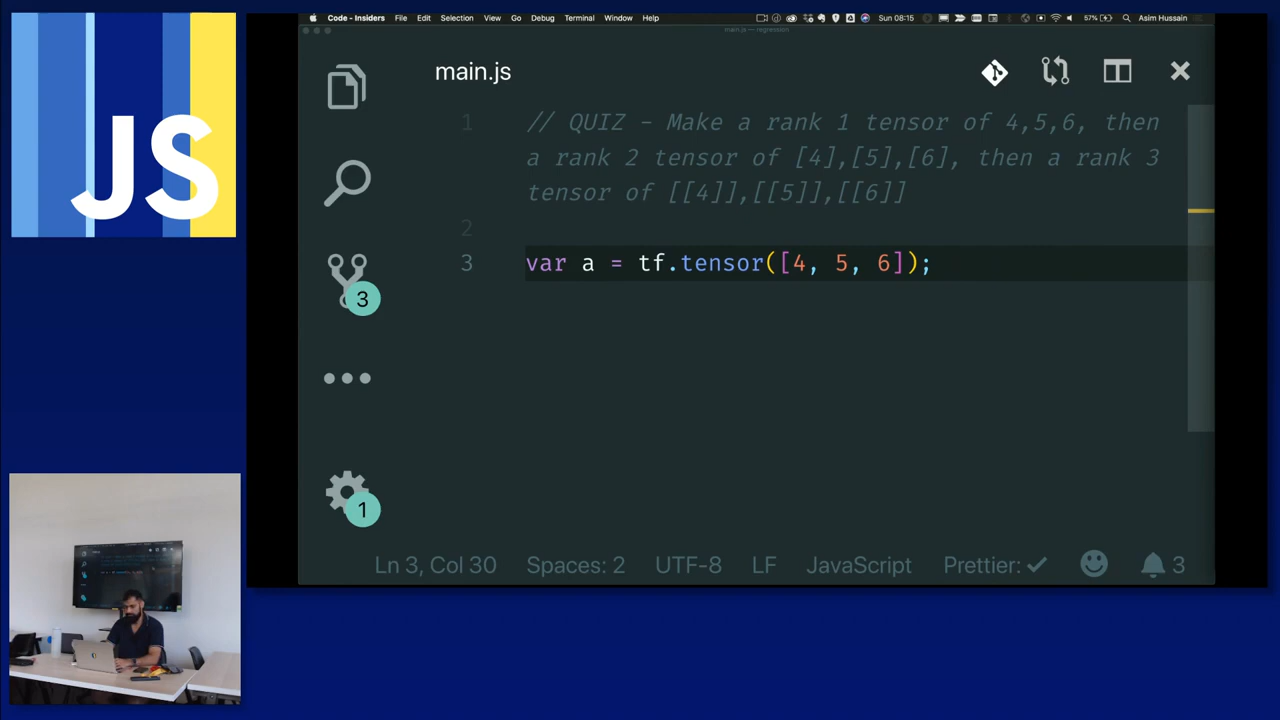 JS
Code - Insiders File Edit Selection View Go Debug Terminal Window Help Sun 08:15 57% Asim Hussain
main.js — regression
main.js
1 // QUIZ - Make a rank 1 tensor of 4,5,6, then
a rank 2 tensor of [4],[5],[6], then a rank 3
tensor of [[4]],[[5]],[[6]]
2
3 var a = tf.tensor([4, 5, 6]);
3
1
Ln 3, Col 30 Spaces: 2 UTF-8 LF JavaScript Prettier: ✓ 3